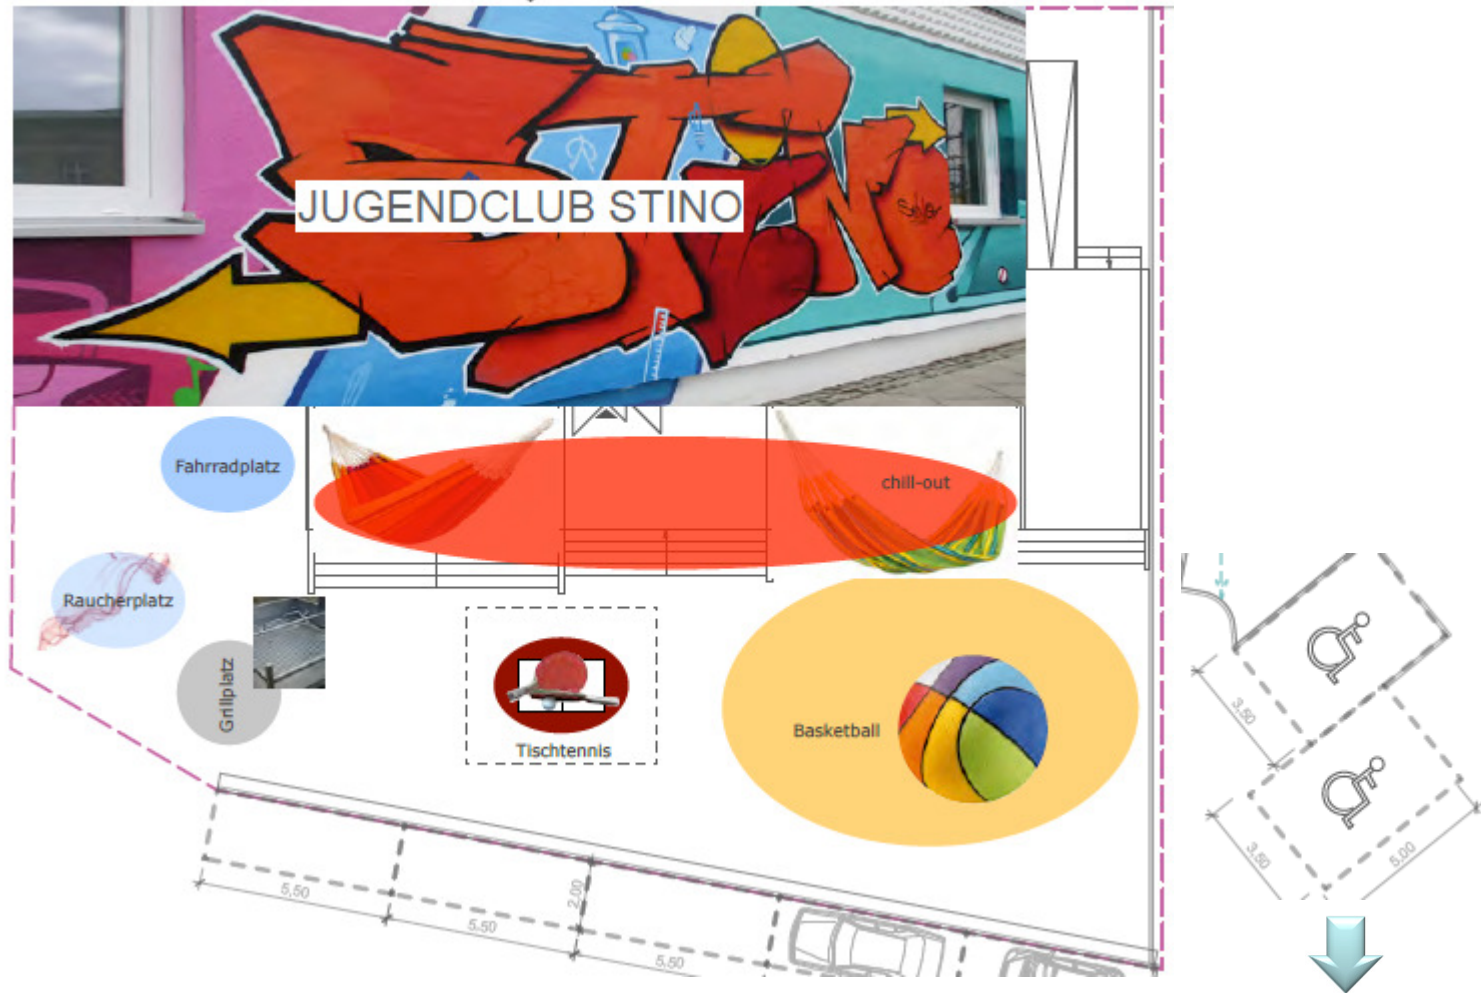 STINO
JUGENDCLUB STINO
Fahrradplatz
chill-out
Raucherplatz
Grillplatz
Tischtennis
Basketball
3,50
3,50
5,00
5,50
2,00
5,50
5,50